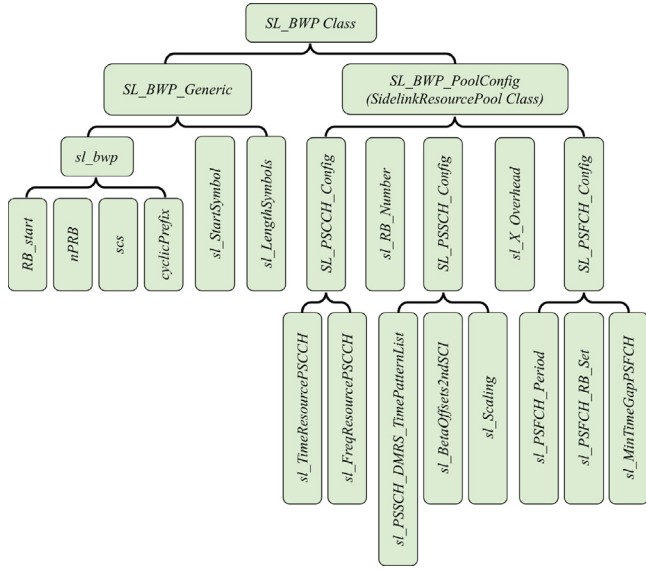 SL_BWP Class
SL_BWP_Generic
SL_BWP_PoolConfig
(SidelinkResourcePool Class)
sl_bwp
sl_StartSymbol
sl_LengthSymbols
SL_PSCCH_Config
sl_RB_Number
SL_PSSCH_Config
sl_X_Overhead
SL_PSFCH_Config
RB_start
nPRB
scs
cyclicPrefix
sl_TimeResourcePSCCH
sl_FreqResourcePSCCH
sl_PSSCH_DMRS_TimePatternList
sl_BetaOffsets2ndSCI
sl_Scaling
sl_PSFCH_Period
sl_PSFCH_RB_Set
sl_MinTimeGapPSFCH